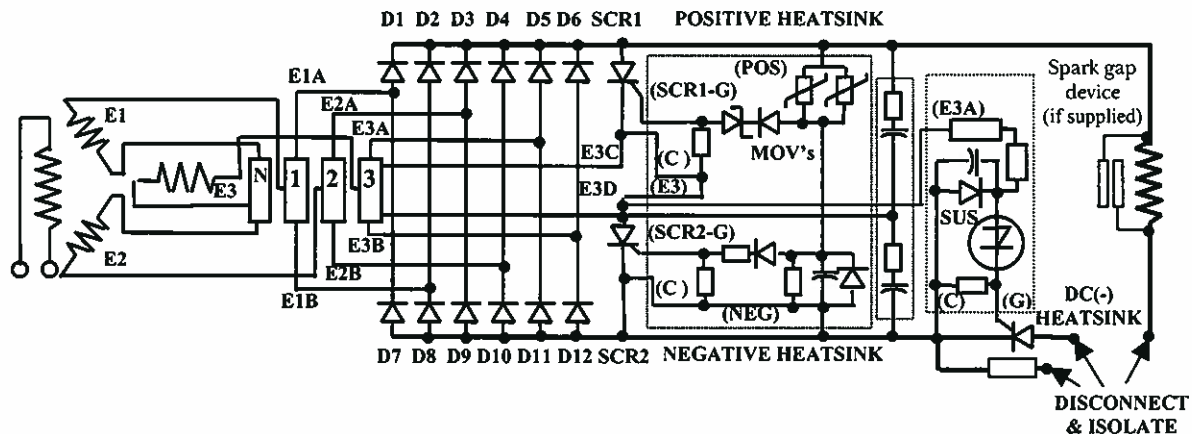 D1 D2 D3 D4 D5 D6 SCR1 POSITIVE HEATSINK
E1A
E2A
E3A
E1
E3
E2
N
1
2
3
E3C
E3D
E3B
E2B
E1B
(POS)
(SCR1-G)
MOV's
(C)
(E3)
(SCR2-G)
(C)
(NEG)
(E3A)
SUS
(C)
(G)
Spark gap
device
(if supplied)
DC(-)
HEATSINK
D7 D8 D9 D10 D11 D12 SCR2 NEGATIVE HEATSINK
DISCONNECT
& ISOLATE